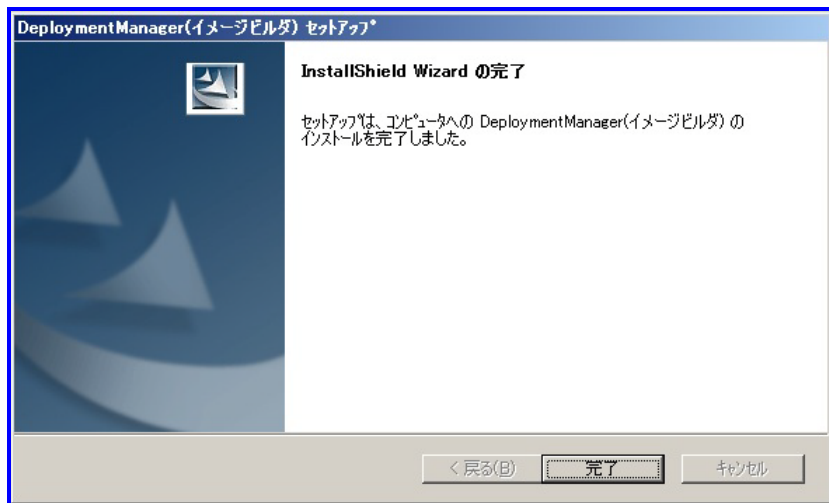 DeploymentManager(イメージビルダ) ｾｯﾄｱｯﾌﾟ
InstallShield Wizard の完了
ｾｯﾄｱｯﾌﾟは、ｺﾝﾋﾟｭｰﾀへの DeploymentManager(イメージビルダ) の
ｲﾝｽﾄｰﾙを完了しました。
< 戻る(B)
完了
ｷｬﾝｾﾙ